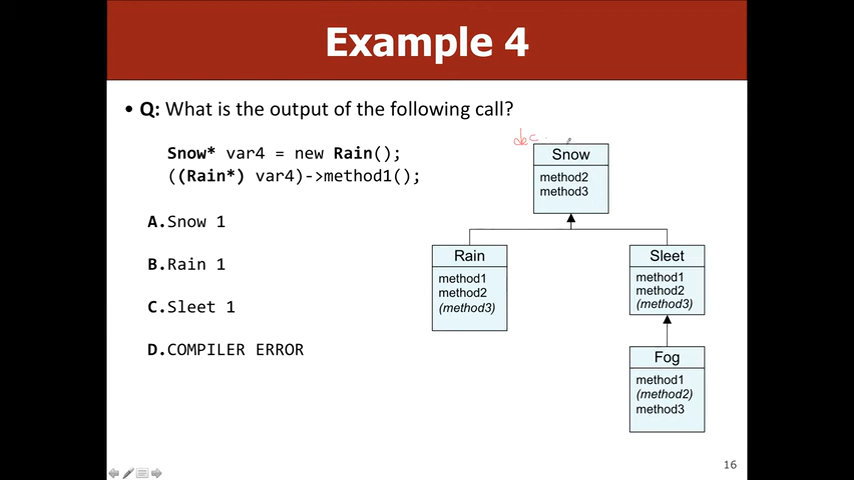 Example 4
• Q: What is the output of the following call?
dec.
Snow* var4 = new Rain();
((Rain*) var4)->method1();
A.Snow 1
B.Rain 1
C.Sleet 1
D.COMPILER ERROR
Snow
method2
method3
Rain
method1
method2
(method3)
Sleet
method1
method2
(method3)
Fog
method1
(method2)
method3
16